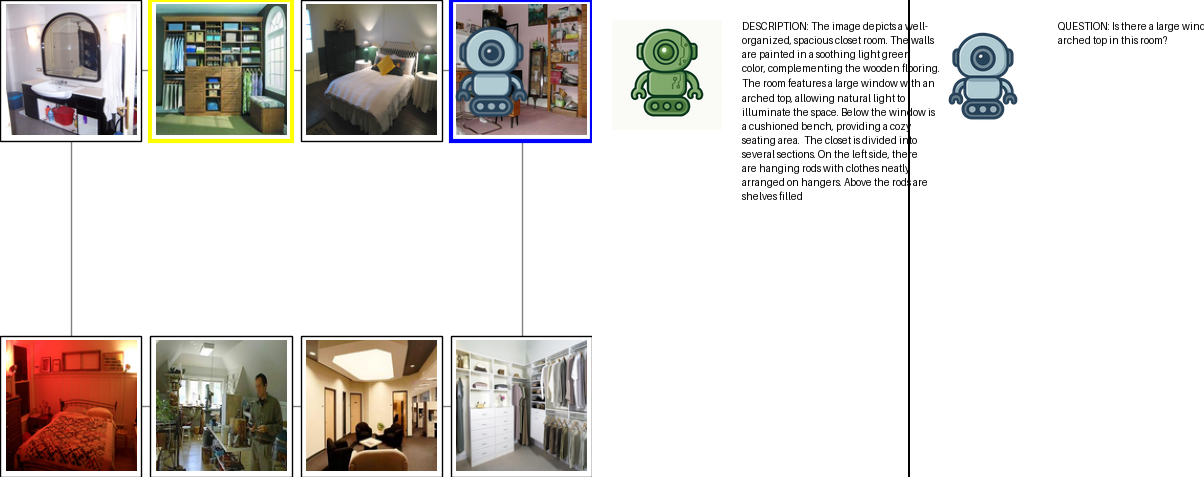 DESCRIPTION: The image depicts a well-
organized, spacious closet room. The walls
are painted in a soothing light green
color, complementing the wooden flooring.
The room features a large window with an
arched top, allowing natural light to
illuminate the space. Below the window is
a cushioned bench, providing a cozy
seating area. The closet is divided into
several sections. On the left side, there
are hanging rods with clothes neatly
arranged on hangers. Above the rods are
shelves filled
QUESTION: Is there a large wind
arched top in this room?